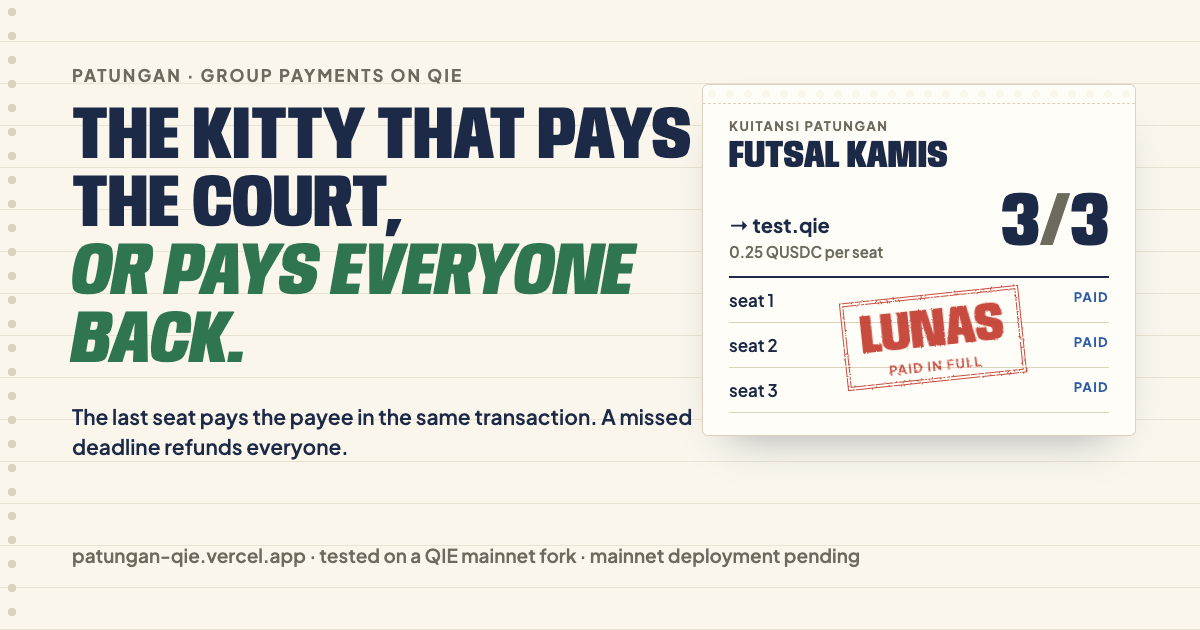 PATUNGAN · GROUP PAYMENTS ON QIE
THE KITTY THAT PAYS
THE COURT,
OR PAYS EVERYONE
BACK.
The last seat pays the payee in the same transaction. A missed
deadline refunds everyone.
KUITANSI PATUNGAN
FUTSAL KAMIS
→ test.qie
0.25 QUSDC per seat
3/3
seat 1 PAID
seat 2 PAID
seat 3 PAID
LUNAS
PAID IN FULL
patungan-qie.vercel.app · tested on a QIE mainnet fork · mainnet deployment pending